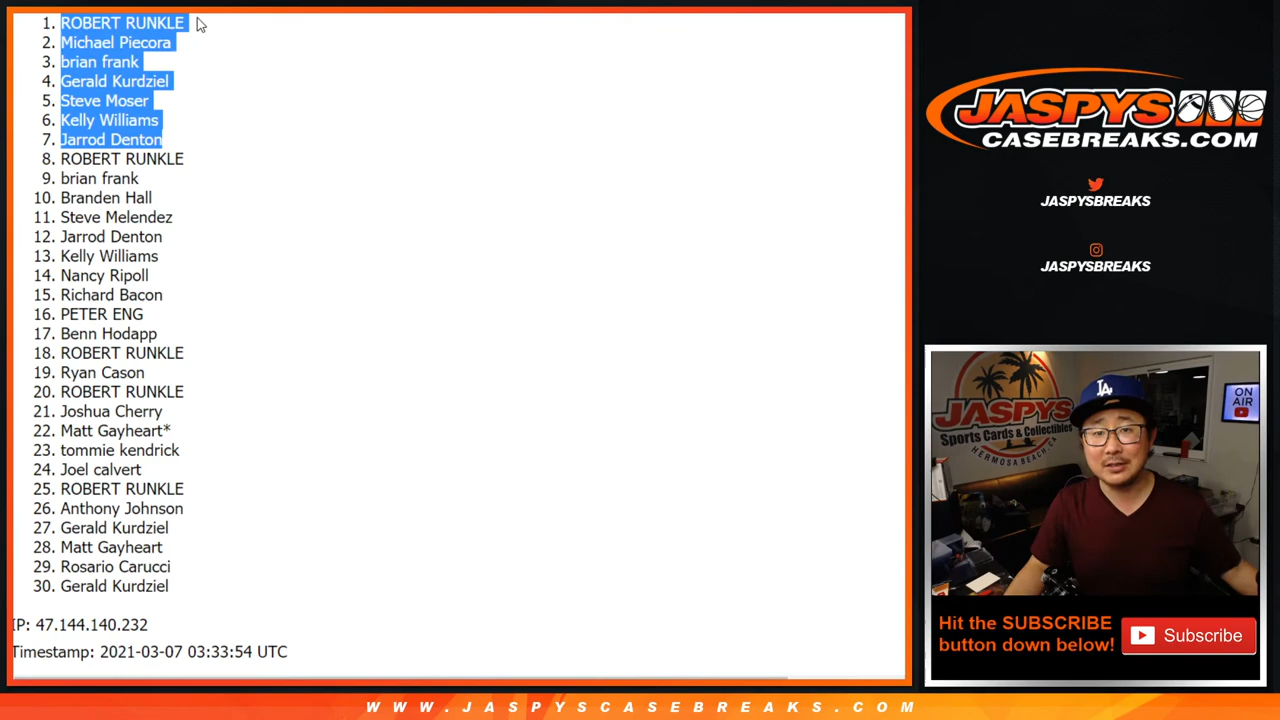 1. ROBERT RUNKLE
2. Michael Piecora
3. brian frank
4. Gerald Kurdziel
5. Steve Moser
6. Kelly Williams
7. Jarrod Denton
8. ROBERT RUNKLE
9. brian frank
10. Branden Hall
11. Steve Melendez
12. Jarrod Denton
13. Kelly Williams
14. Nancy Ripoll
15. Richard Bacon
16. PETER ENG
17. Benn Hodapp
18. ROBERT RUNKLE
19. Ryan Cason
20. ROBERT RUNKLE
21. Joshua Cherry
22. Matt Gayheart*
23. tommie kendrick
24. Joel calvert
25. ROBERT RUNKLE
26. Anthony Johnson
27. Gerald Kurdziel
28. Matt Gayheart
29. Rosario Carucci
30. Gerald Kurdziel
IP: 47.144.140.232
Timestamp: 2021-03-07 03:33:54 UTC
JASPYS
CASEBREAKS.COM
JASPYSBREAKS
JASPYSBREAKS
JASPYS
Sports Cards & Collectibles
HERMOSA BEACH, CA
LA
ON
AIR
Hit the SUBSCRIBE
button down below!
Subscribe
WWW.JASPYSCASEBREAKS.COM